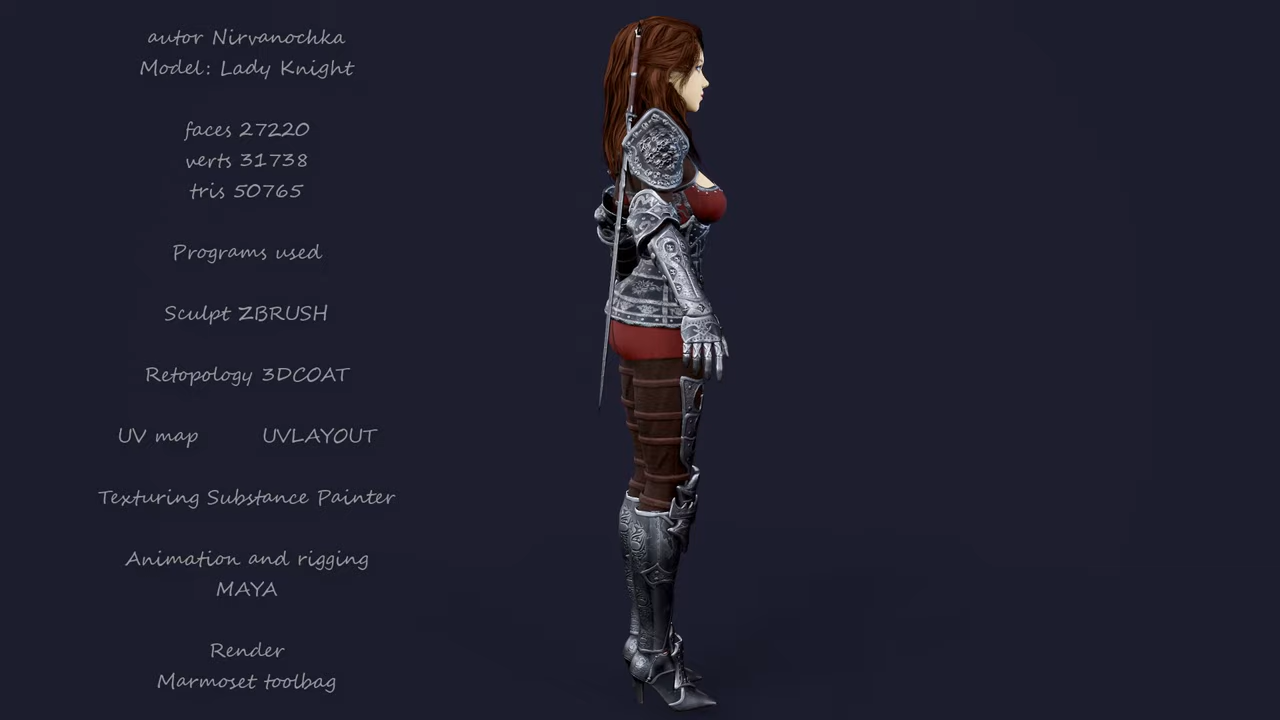 autor Nirvanochka
Model: Lady Knight
faces 27220
verts 31738
tris 50765
Programs used
Sculpt ZBRUSH
Retopology 3DCOAT
UV map UVLAYOUT
Texturing Substance Painter
Animation and rigging
MAYA
Render
Marmoset toolbag